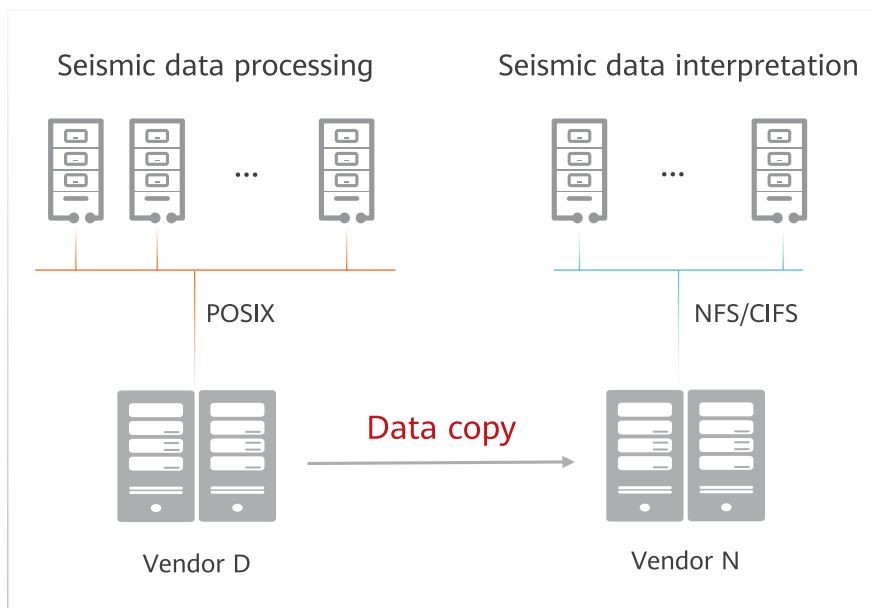 Seismic data processing
Seismic data interpretation
...
...
POSIX
NFS/CIFS
Data copy
Vendor D
Vendor N